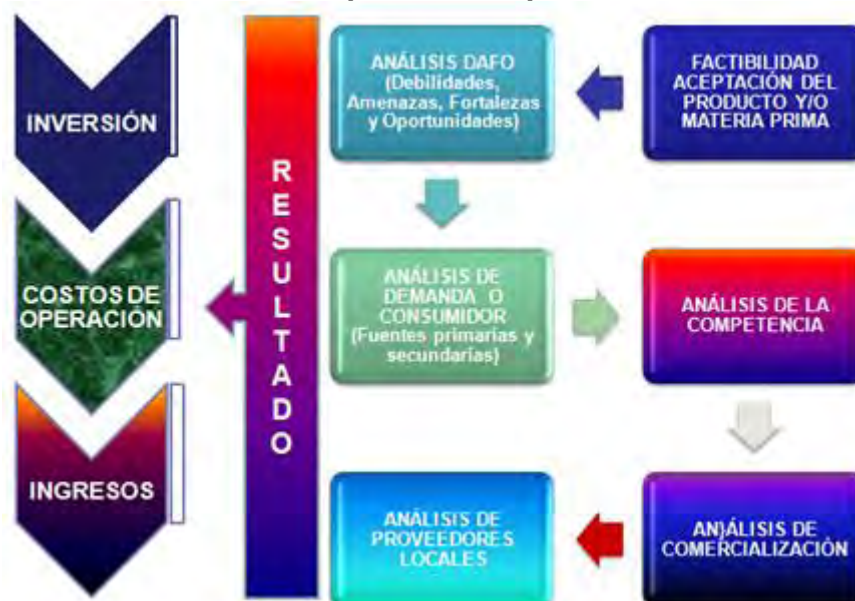 INVERSIÓN
COSTOS DE
OPERACIÓN
INGRESOS
RESULTADO
ANÁLISIS DAFO
(Debilidades,
Amenazas, Fortalezas
y Oportunidades)
FACTIBILIDAD
ACEPTACIÓN DEL
PRODUCTO Y/O
MATERIA PRIMA
ANÁLISIS DE
DEMANDA O
CONSUMIDOR
(Fuentes primarias y
secundarias)
ANÁLISIS DE LA
COMPETENCIA
ANÁLISIS DE
PROVEEDORES
LOCALES
AN}ÁLISIS DE
COMERCIALIZACIÓN